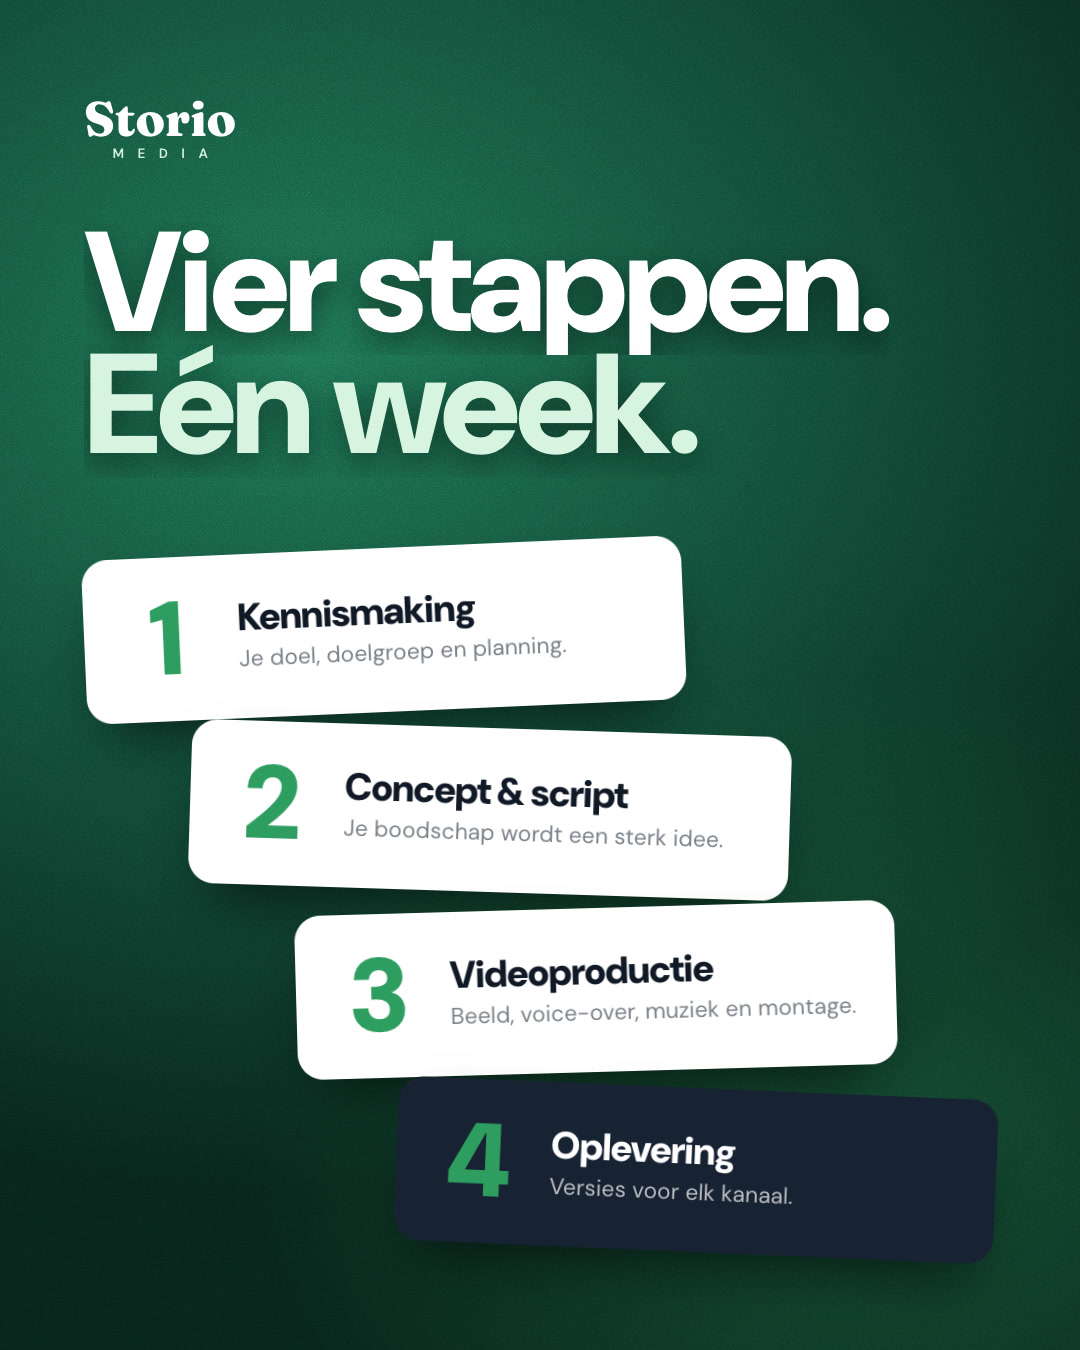 Storio
MEDIA
Vier stappen.
Eén week.
1
Kennismaking
Je doel, doelgroep en planning.
2
Concept & script
Je boodschap wordt een sterk idee.
3
Videoproductie
Beeld, voice-over, muziek en montage.
4
Oplevering
Versies voor elk kanaal.